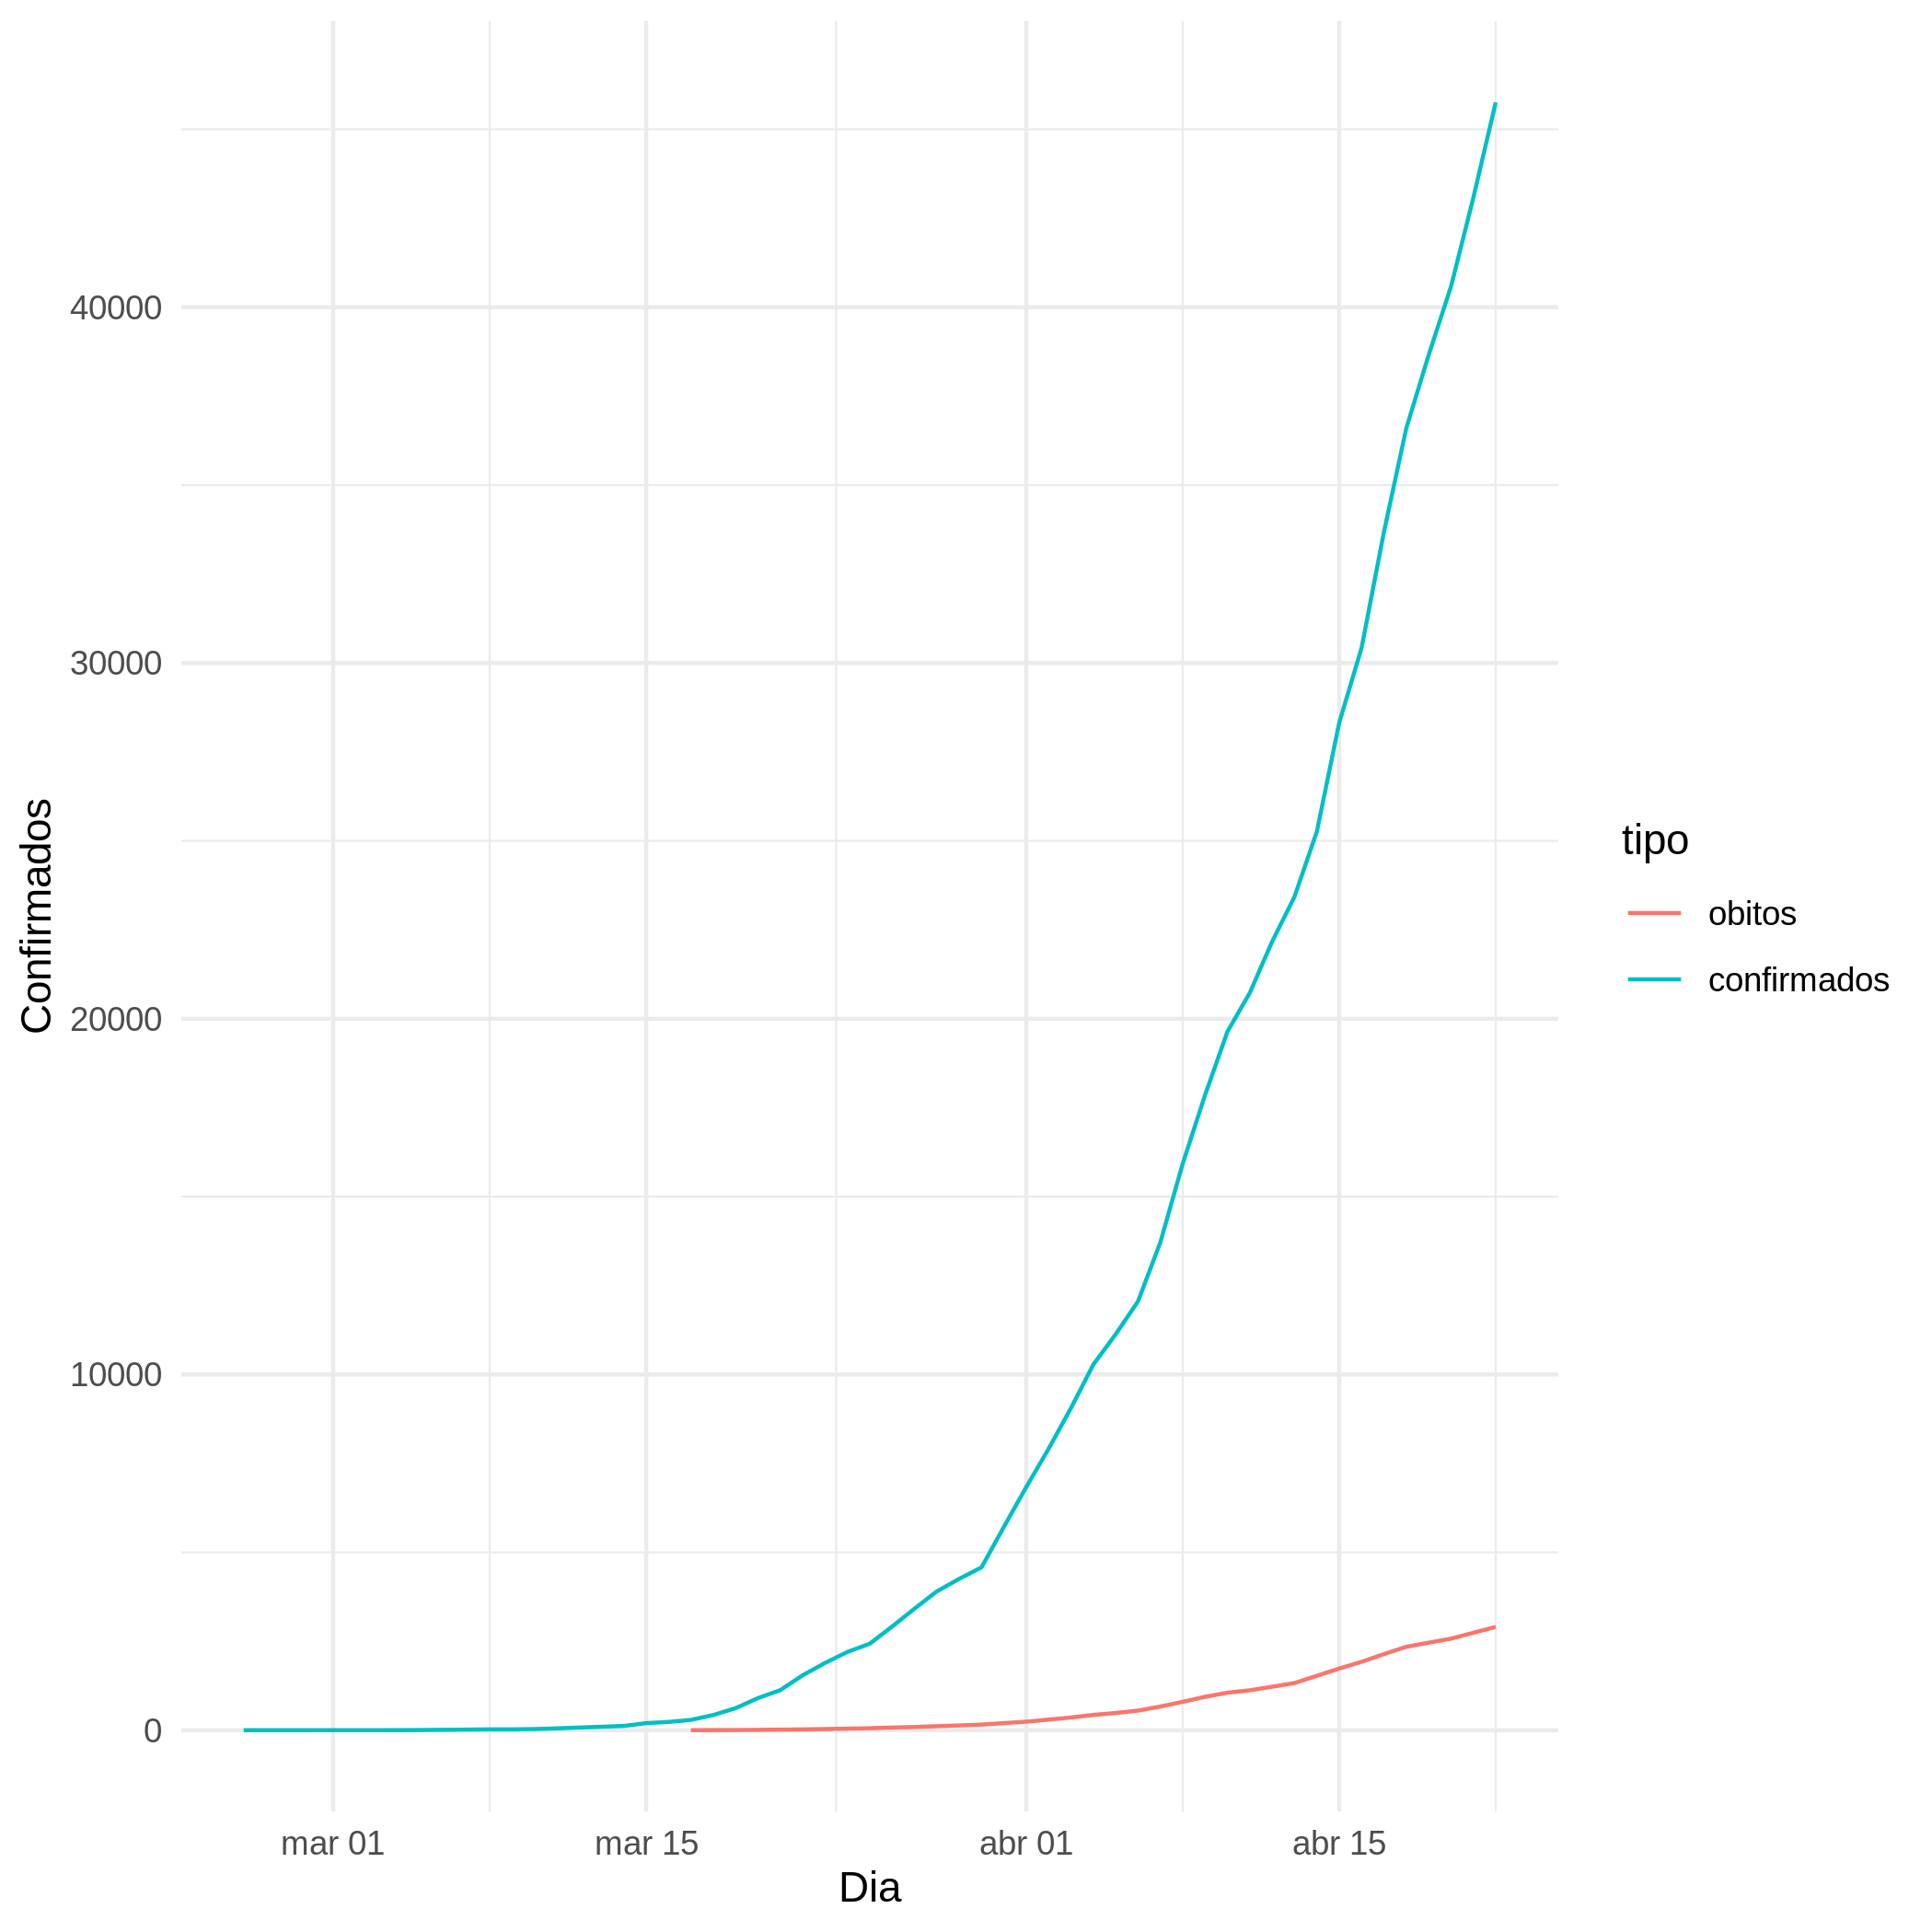 Confirmados
40000
30000
20000
10000
0
mar 01
mar 15
abr 01
abr 15
Dia
tipo
obitos
confirmados